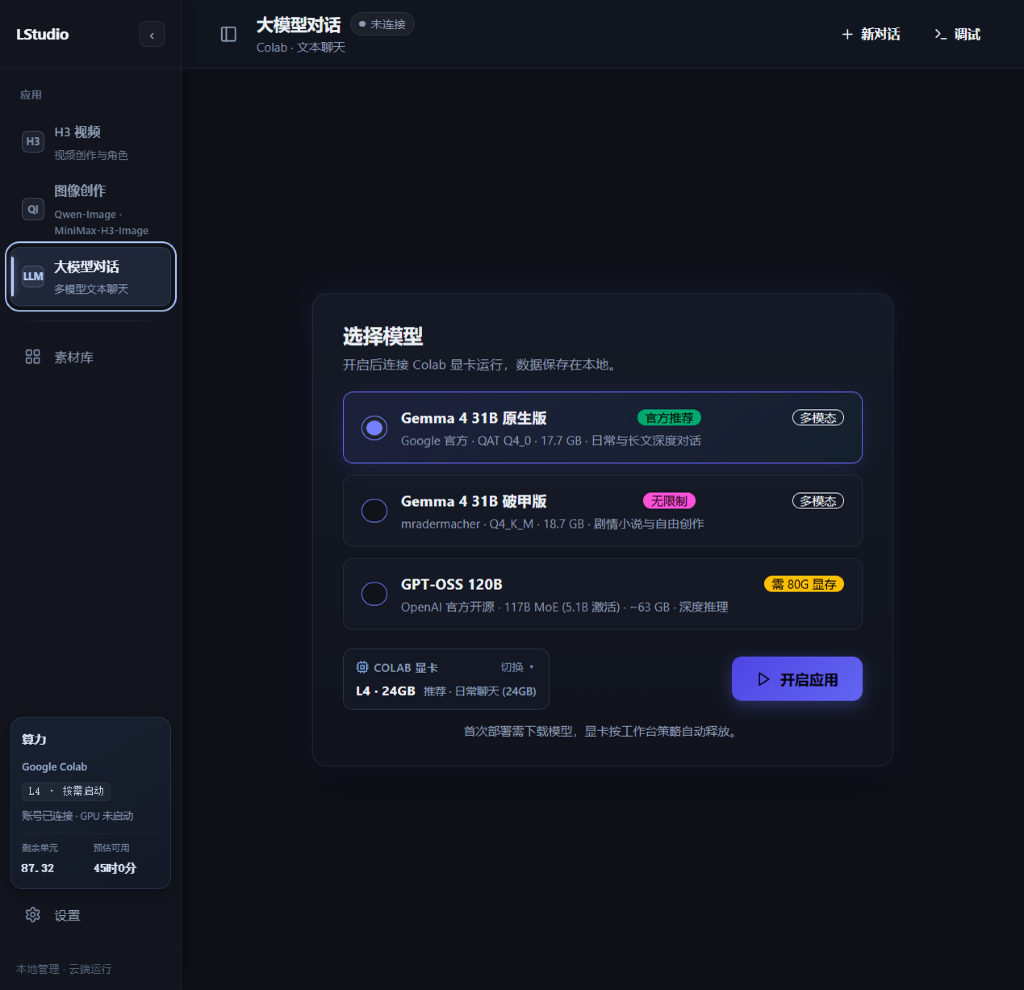 LStudio
‹
应用
H3
H3 视频
视频创作与角色
QI
图像创作
Qwen-Image ·
MiniMax-H3-Image
LLM
大模型对话
多模型文本聊天
素材库
算力
Google Colab
L4 · 按需启动
账号已连接 · GPU 未启动
剩余单元 预估可用
87.32 45时0分
设置
本地管理 · 云端运行
大模型对话 未连接
Colab · 文本聊天
+ 新对话 >_ 调试
选择模型
开启后连接 Colab 显卡运行，数据保存在本地。
Gemma 4 31B 原生版 官方推荐 多模态
Google 官方 · QAT Q4_0 · 17.7 GB · 日常与长文深度对话
Gemma 4 31B 破甲版 无限制 多模态
mradermacher · Q4_K_M · 18.7 GB · 剧情小说与自由创作
GPT-OSS 120B 需 80G 显存
OpenAI 官方开源 · 117B MoE (5.1B 激活) · ~63 GB · 深度推理
COLAB 显卡 切换
L4 · 24GB 推荐 · 日常聊天 (24GB)
开启应用
首次部署需下载模型，显卡按工作台策略自动释放。